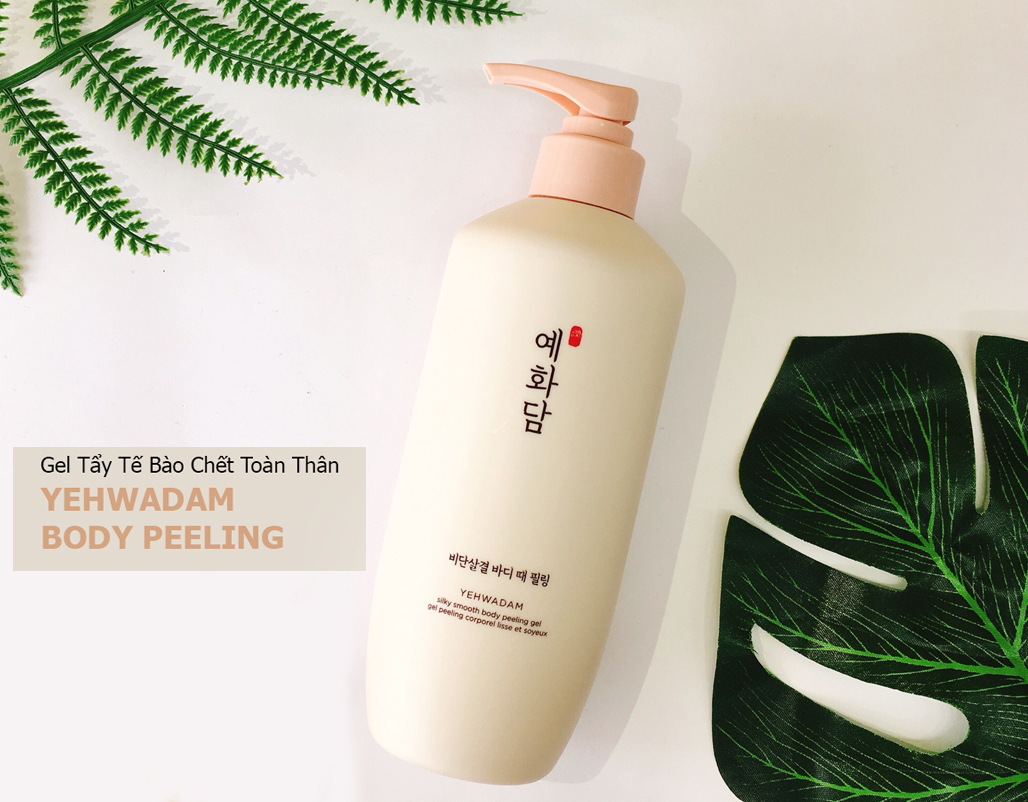 예
화
담
비단살결 바디 때 필링
YEHWADAM
silky smooth body peeling gel
gel peeling corporel lisse et soyeux
Gel Tẩy Tế Bào Chết Toàn Thân
YEHWADAM
BODY PEELING